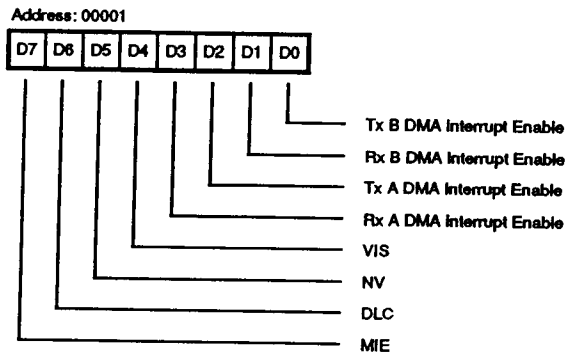 Address: 00001
D7 D6 D5 D4 D3 D2 D1 D0
Tx B DMA Interrupt Enable
Rx B DMA Interrupt Enable
Tx A DMA Interrupt Enable
Rx A DMA Interrupt Enable
VIS
NV
DLC
MIE